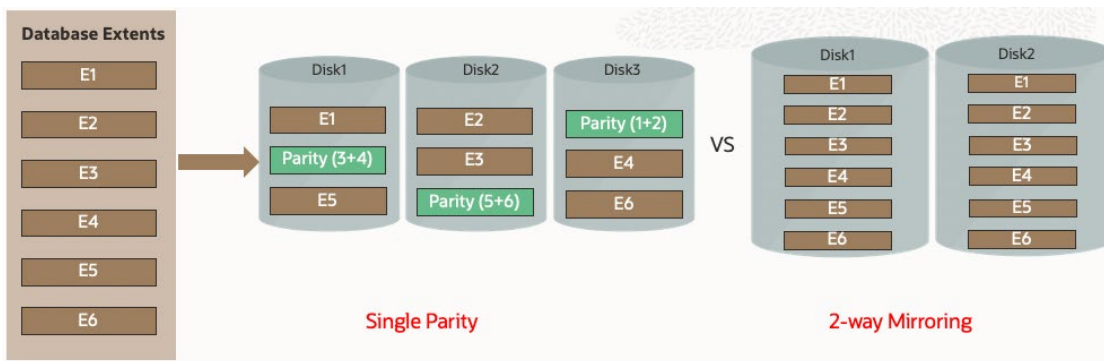 Database Extents
E1
E2
E3
E4
E5
E6
Disk1
E1
Parity (3+4)
E5
Disk2
E2
E3
Parity (5+6)
Disk3
Parity (1+2)
E4
E6
Single Parity
VS
Disk1
E1
E2
E3
E4
E5
E6
Disk2
E1
E2
E3
E4
E5
E6
2-way Mirroring